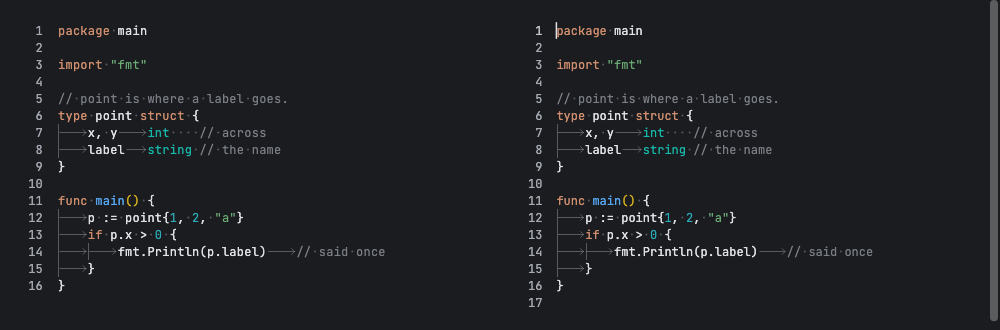 1 package main
2
3 import "fmt"
4
5 // point is where a label goes.
6 type point struct {
7 	x, y	int    // across
8 	label	string // the name
9 }
10
11 func main() {
12 	p := point{1, 2, "a"}
13 	if p.x > 0 {
14 		fmt.Println(p.label)	// said once
15 	}
16 }
1 package main
2
3 import "fmt"
4
5 // point is where a label goes.
6 type point struct {
7 	x, y	int    // across
8 	label	string // the name
9 }
10
11 func main() {
12 	p := point{1, 2, "a"}
13 	if p.x > 0 {
14 		fmt.Println(p.label)	// said once
15 	}
16 }
17